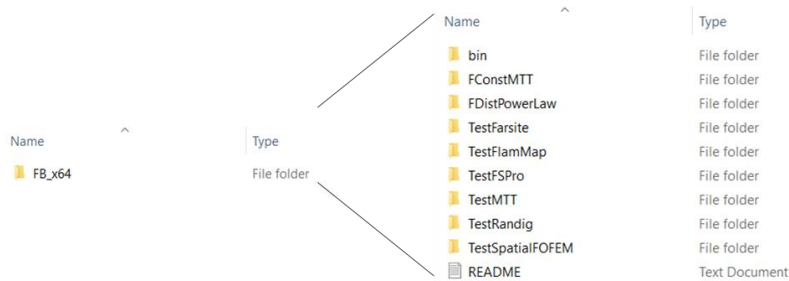 Name Type
FB_x64 File folder
Name Type
bin File folder
FConstMTT File folder
FDistPowerLaw File folder
TestFarsite File folder
TestFlamMap File folder
TestFSPro File folder
TestMTT File folder
TestRandig File folder
TestSpatialFOFEM File folder
README Text Document